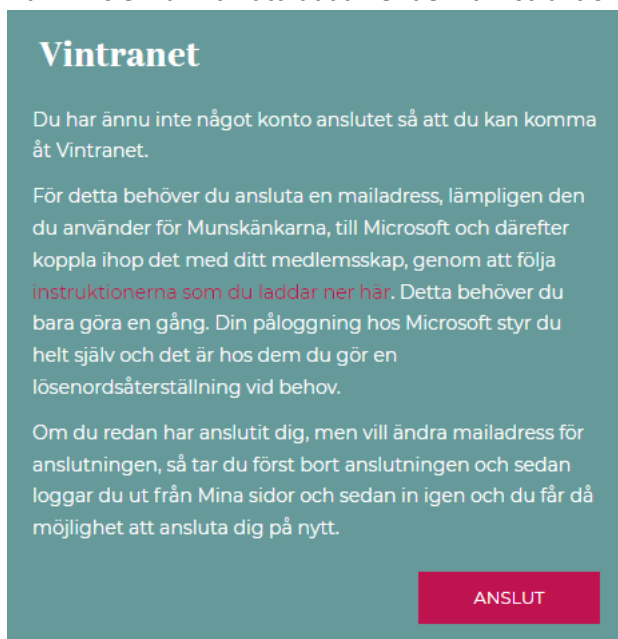 Vintranet
Du har ännu inte något konto anslutet så att du kan komma
åt Vintranet.
För detta behöver du ansluta en mailadress, lämpligen den
du använder för Munskänkarna, till Microsoft och därefter
koppla ihop det med ditt medlemsskap, genom att följa
instruktionerna som du laddar ner här. Detta behöver du
bara göra en gång. Din påloggning hos Microsoft styr du
helt själv och det är hos dem du gör en
lösenordsåterställning vid behov.
Om du redan har anslutit dig, men vill ändra mailadress för
anslutningen, så tar du först bort anslutningen och sedan
loggar du ut från Mina sidor och sedan in igen och du får då
möjlighet att ansluta dig på nytt.
ANSLUT